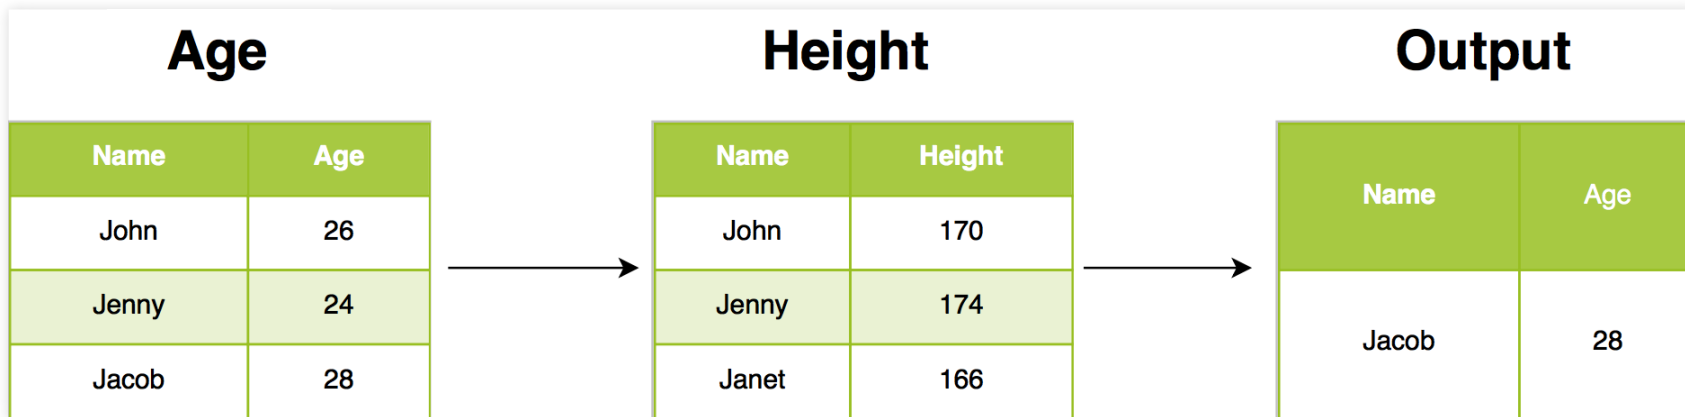 Age
Name Age
John 26
Jenny 24
Jacob 28
Height
Name Height
John 170
Jenny 174
Janet 166
Output
Name Age
Jacob 28